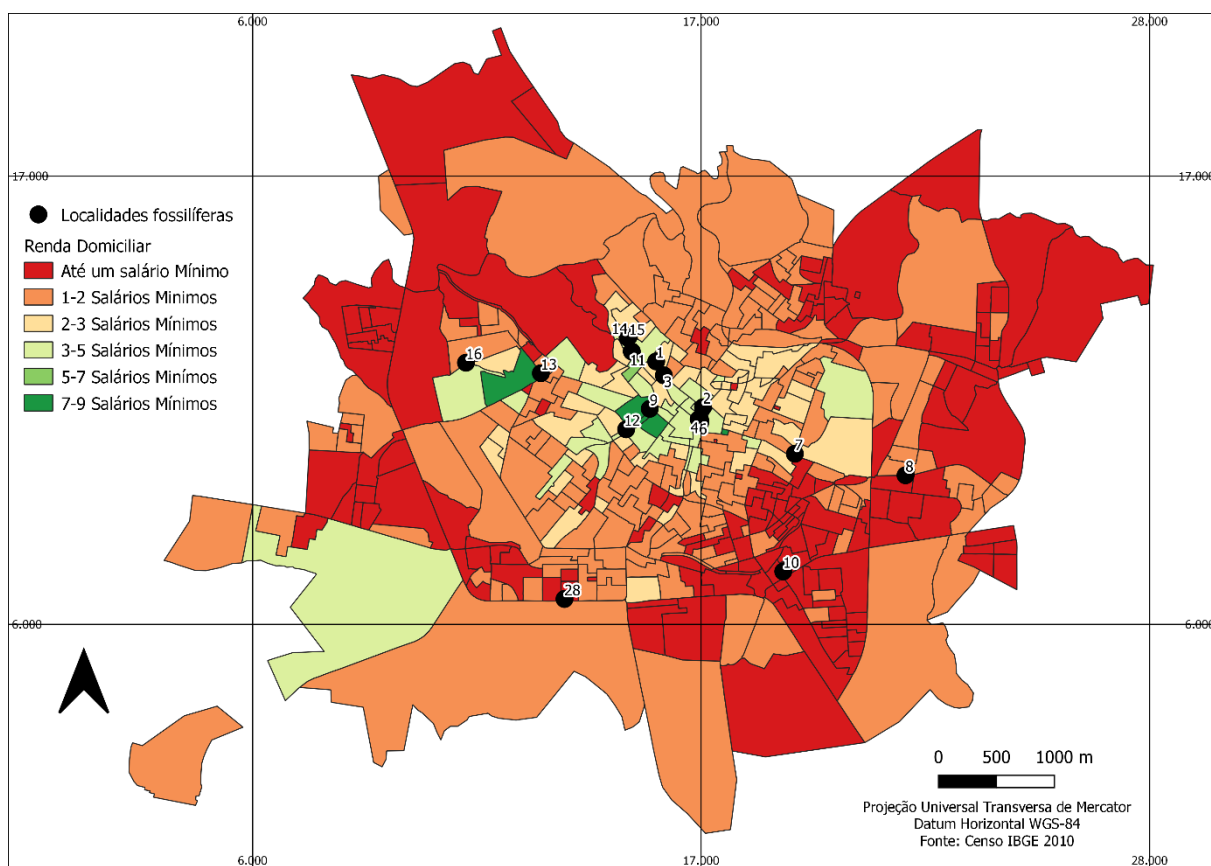 6.000
17.000
28.000
17.000
17.000
Localidades fossilíferas
Renda Domiciliar
Até um salário Mínimo
1-2 Salários Minimos
2-3 Salários Mínimos
3-5 Salários Mínimos
5-7 Salários Mínimos
7-9 Salários Mínimos
14 15
11
1
3
16
13
9
2
12
46
7
8
10
28
6.000
6.000
0 500 1000 m
Projeção Universal Transversa de Mercator
Datum Horizontal WGS-84
Fonte: Censo IBGE 2010
6.000
17.000
28.000